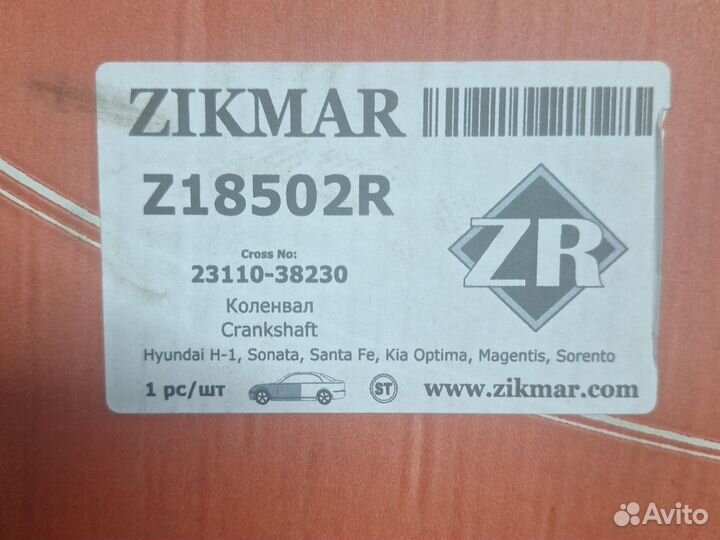 ZIKMAR
Z18502R
ZR
Cross No:
23110-38230
Коленвал
Crankshaft
Hyundai H-1, Sonata, Santa Fe, Kia Optima, Magentis, Sorento
1 pc/шт
ST
www.zikmar.com
Avito